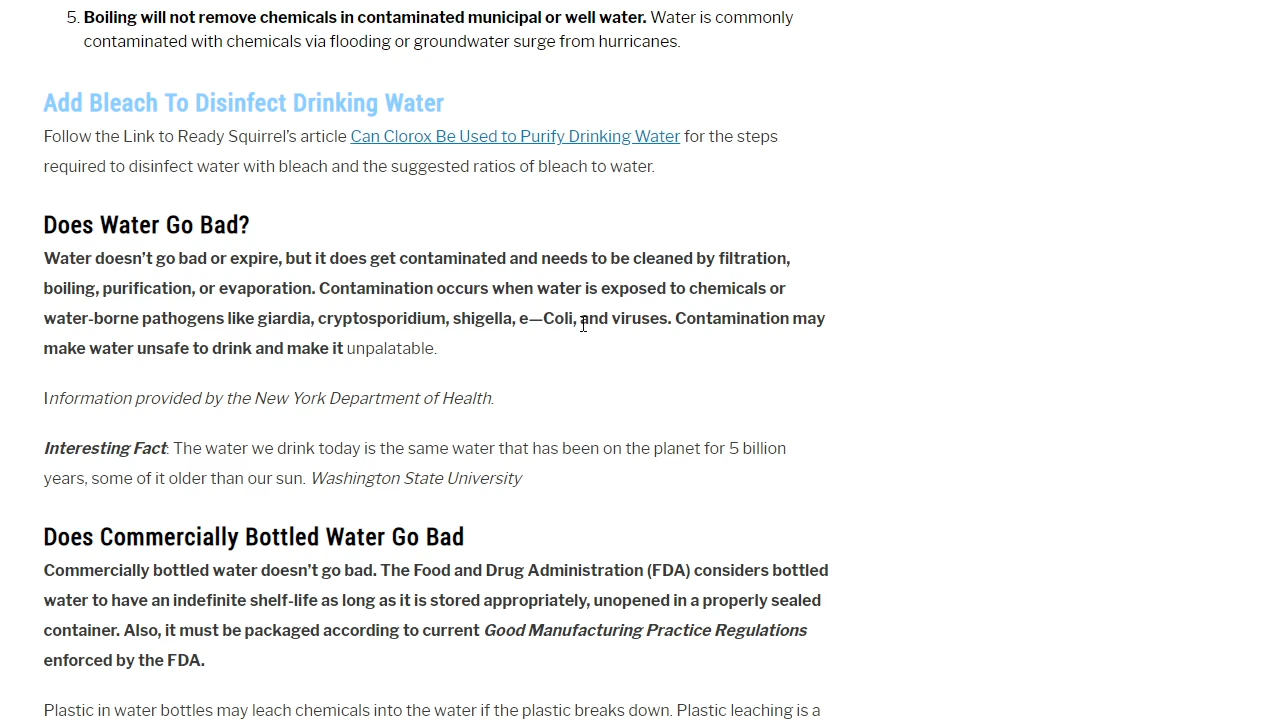 5. Boiling will not remove chemicals in contaminated municipal or well water. Water is commonly
contaminated with chemicals via flooding or groundwater surge from hurricanes.
Add Bleach To Disinfect Drinking Water
Follow the Link to Ready Squirrel’s article Can Clorox Be Used to Purify Drinking Water for the steps
required to disinfect water with bleach and the suggested ratios of bleach to water.
Does Water Go Bad?
Water doesn’t go bad or expire, but it does get contaminated and needs to be cleaned by filtration,
boiling, purification, or evaporation. Contamination occurs when water is exposed to chemicals or
water-borne pathogens like giardia, cryptosporidium, shigella, e—Coli, and viruses. Contamination may
make water unsafe to drink and make it unpalatable.
Information provided by the New York Department of Health.
Interesting Fact: The water we drink today is the same water that has been on the planet for 5 billion
years, some of it older than our sun. Washington State University
Does Commercially Bottled Water Go Bad
Commercially bottled water doesn’t go bad. The Food and Drug Administration (FDA) considers bottled
water to have an indefinite shelf-life as long as it is stored appropriately, unopened in a properly sealed
container. Also, it must be packaged according to current Good Manufacturing Practice Regulations
enforced by the FDA.
Plastic in water bottles may leach chemicals into the water if the plastic breaks down. Plastic leaching is a